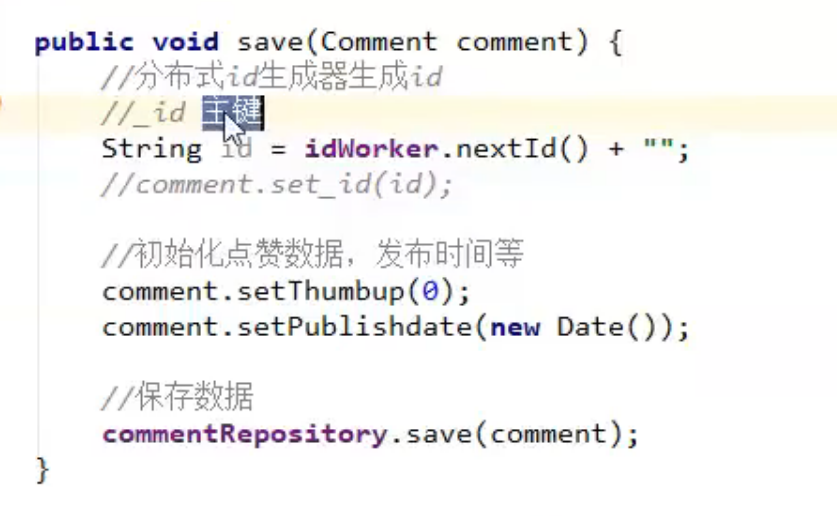 public void save(Comment comment) {
//分布式id生成器生成id
//_id 主键
String id = idWorker.nextId() + "";
//comment.set_id(id);
//初始化点赞数据，发布时间等
comment.setThumbup(0);
comment.setPublishdate(new Date());
//保存数据
commentRepository.save(comment);
}